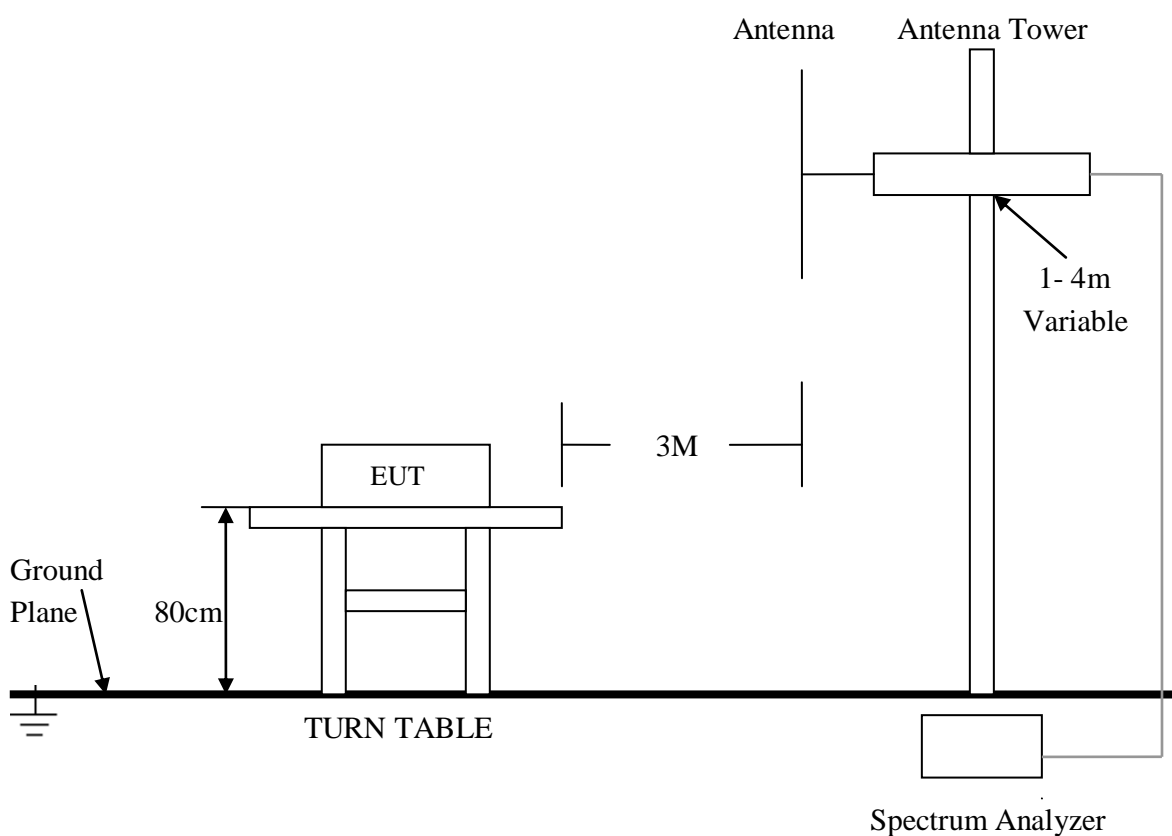 Antenna
Antenna Tower
1- 4m
Variable
3M
EUT
Ground
Plane
80cm
TURN TABLE
Spectrum Analyzer